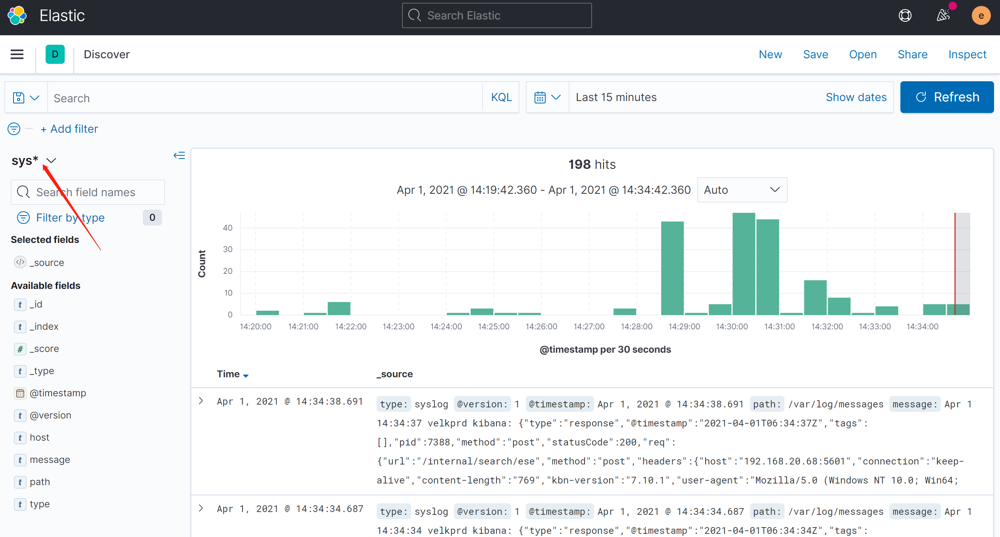 Elastic
Search Elastic
e
D
Discover
New Save Open Share Inspect
Search
KQL
Last 15 minutes
Show dates
Refresh
+ Add filter
sys*
Search field names
Filter by type
0
Selected fields
_source
Available fields
t _id
t _index
# _score
t _type
@timestamp
t @version
t host
t message
t path
t type
198 hits
Apr 1, 2021 @ 14:19:42.360 - Apr 1, 2021 @ 14:34:42.360
Auto
Count
40
30
20
10
0
14:20:00 14:21:00 14:22:00 14:23:00 14:24:00 14:25:00 14:26:00 14:27:00 14:28:00 14:29:00 14:30:00 14:31:00 14:32:00 14:33:00 14:34:00
@timestamp per 30 seconds
Time
_source
Apr 1, 2021 @ 14:34:38.691
type: syslog @version: 1 @timestamp: Apr 1, 2021 @ 14:34:38.691 path: /var/log/messages message: Apr 1
14:34:37 velkprd kibana: {"type":"response","@timestamp":"2021-04-01T06:34:37Z","tags":
[],"pid":7388,"method":"post","statusCode":200,"req":
{"url":"/internal/search/ese","method":"post","headers":{"host":"192.168.20.68:5601","connection":"keep-
alive","content-length":"769","kbn-version":"7.10.1","user-agent":"Mozilla/5.0 (Windows NT 10.0; Win64;
Apr 1, 2021 @ 14:34:34.687
type: syslog @version: 1 @timestamp: Apr 1, 2021 @ 14:34:34.687 path: /var/log/messages message: Apr 1
14:34:34 velkprd kibana: {"type":"response","@timestamp":"2021-04-01T06:34:34Z","tags":